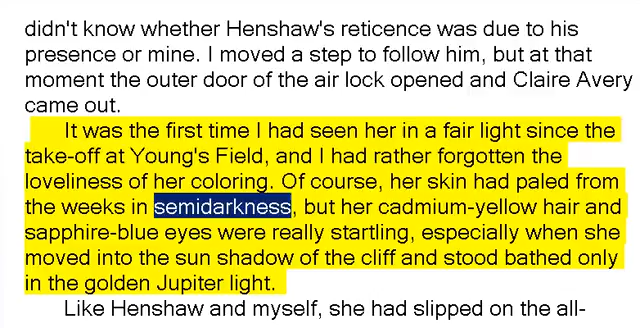 didn't know whether Henshaw's reticence was due to his
presence or mine. I moved a step to follow him, but at that
moment the outer door of the air lock opened and Claire Avery
came out.
It was the first time I had seen her in a fair light since the
take-off at Young's Field, and I had rather forgotten the
loveliness of her coloring. Of course, her skin had paled from
the weeks in semidarkness, but her cadmium-yellow hair and
sapphire-blue eyes were really startling, especially when she
moved into the sun shadow of the cliff and stood bathed only
in the golden Jupiter light.
Like Henshaw and myself, she had slipped on the all-